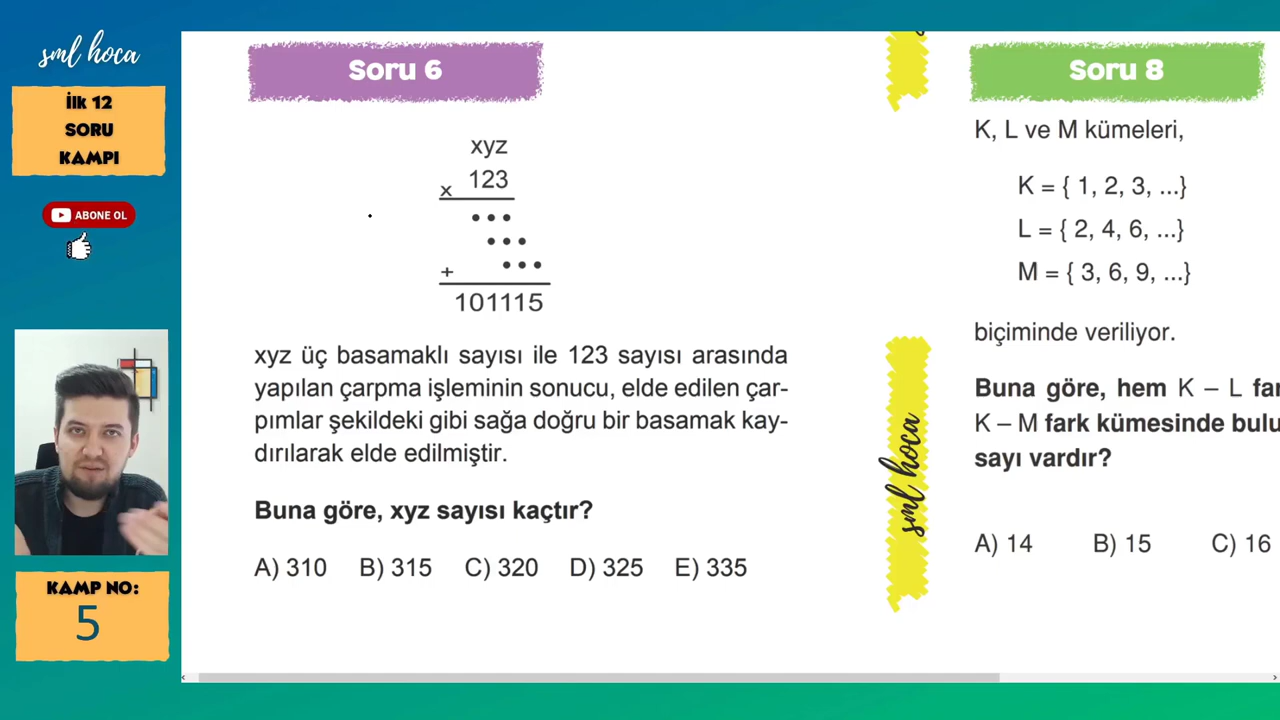 sml hoca
İlk 12
SORU
KAMPI
ABONE OL
KAMP NO:
5
Soru 6
xyz
x 123
•••
•••
+ •••
101115
xyz üç basamaklı sayısı ile 123 sayısı arasında
yapılan çarpma işleminin sonucu, elde edilen çar-
pımlar şekildeki gibi sağa doğru bir basamak kay-
dırılarak elde edilmiştir.
Buna göre, xyz sayısı kaçtır?
A) 310 B) 315 C) 320 D) 325 E) 335
sml hoca
Soru 8
K, L ve M kümeleri,
K = { 1, 2, 3, ...}
L = { 2, 4, 6, ...}
M = { 3, 6, 9, ...}
biçiminde veriliyor.
Buna göre, hem K – L far
K – M fark kümesinde bulu
sayı vardır?
A) 14 B) 15 C) 16